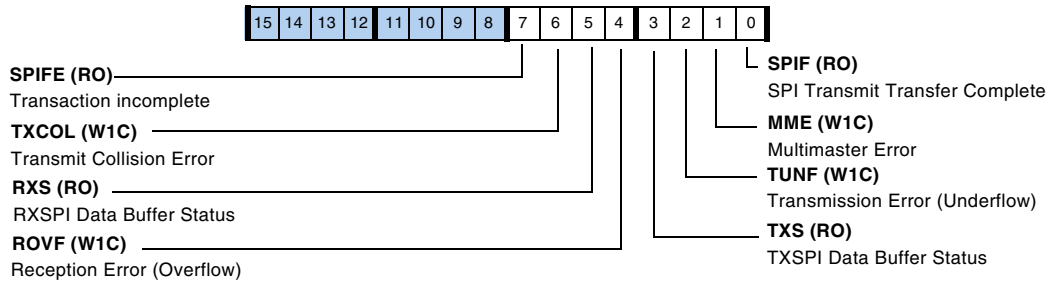 15 14 13 12 11 10 9 8 7 6 5 4 3 2 1 0
SPIFE (RO)
Transaction incomplete
TXCOL (W1C)
Transmit Collision Error
RXS (RO)
RXSPI Data Buffer Status
ROVF (W1C)
Reception Error (Overflow)
SPIF (RO)
SPI Transmit Transfer Complete
MME (W1C)
Multimaster Error
TUNF (W1C)
Transmission Error (Underflow)
TXS (RO)
TXSPI Data Buffer Status